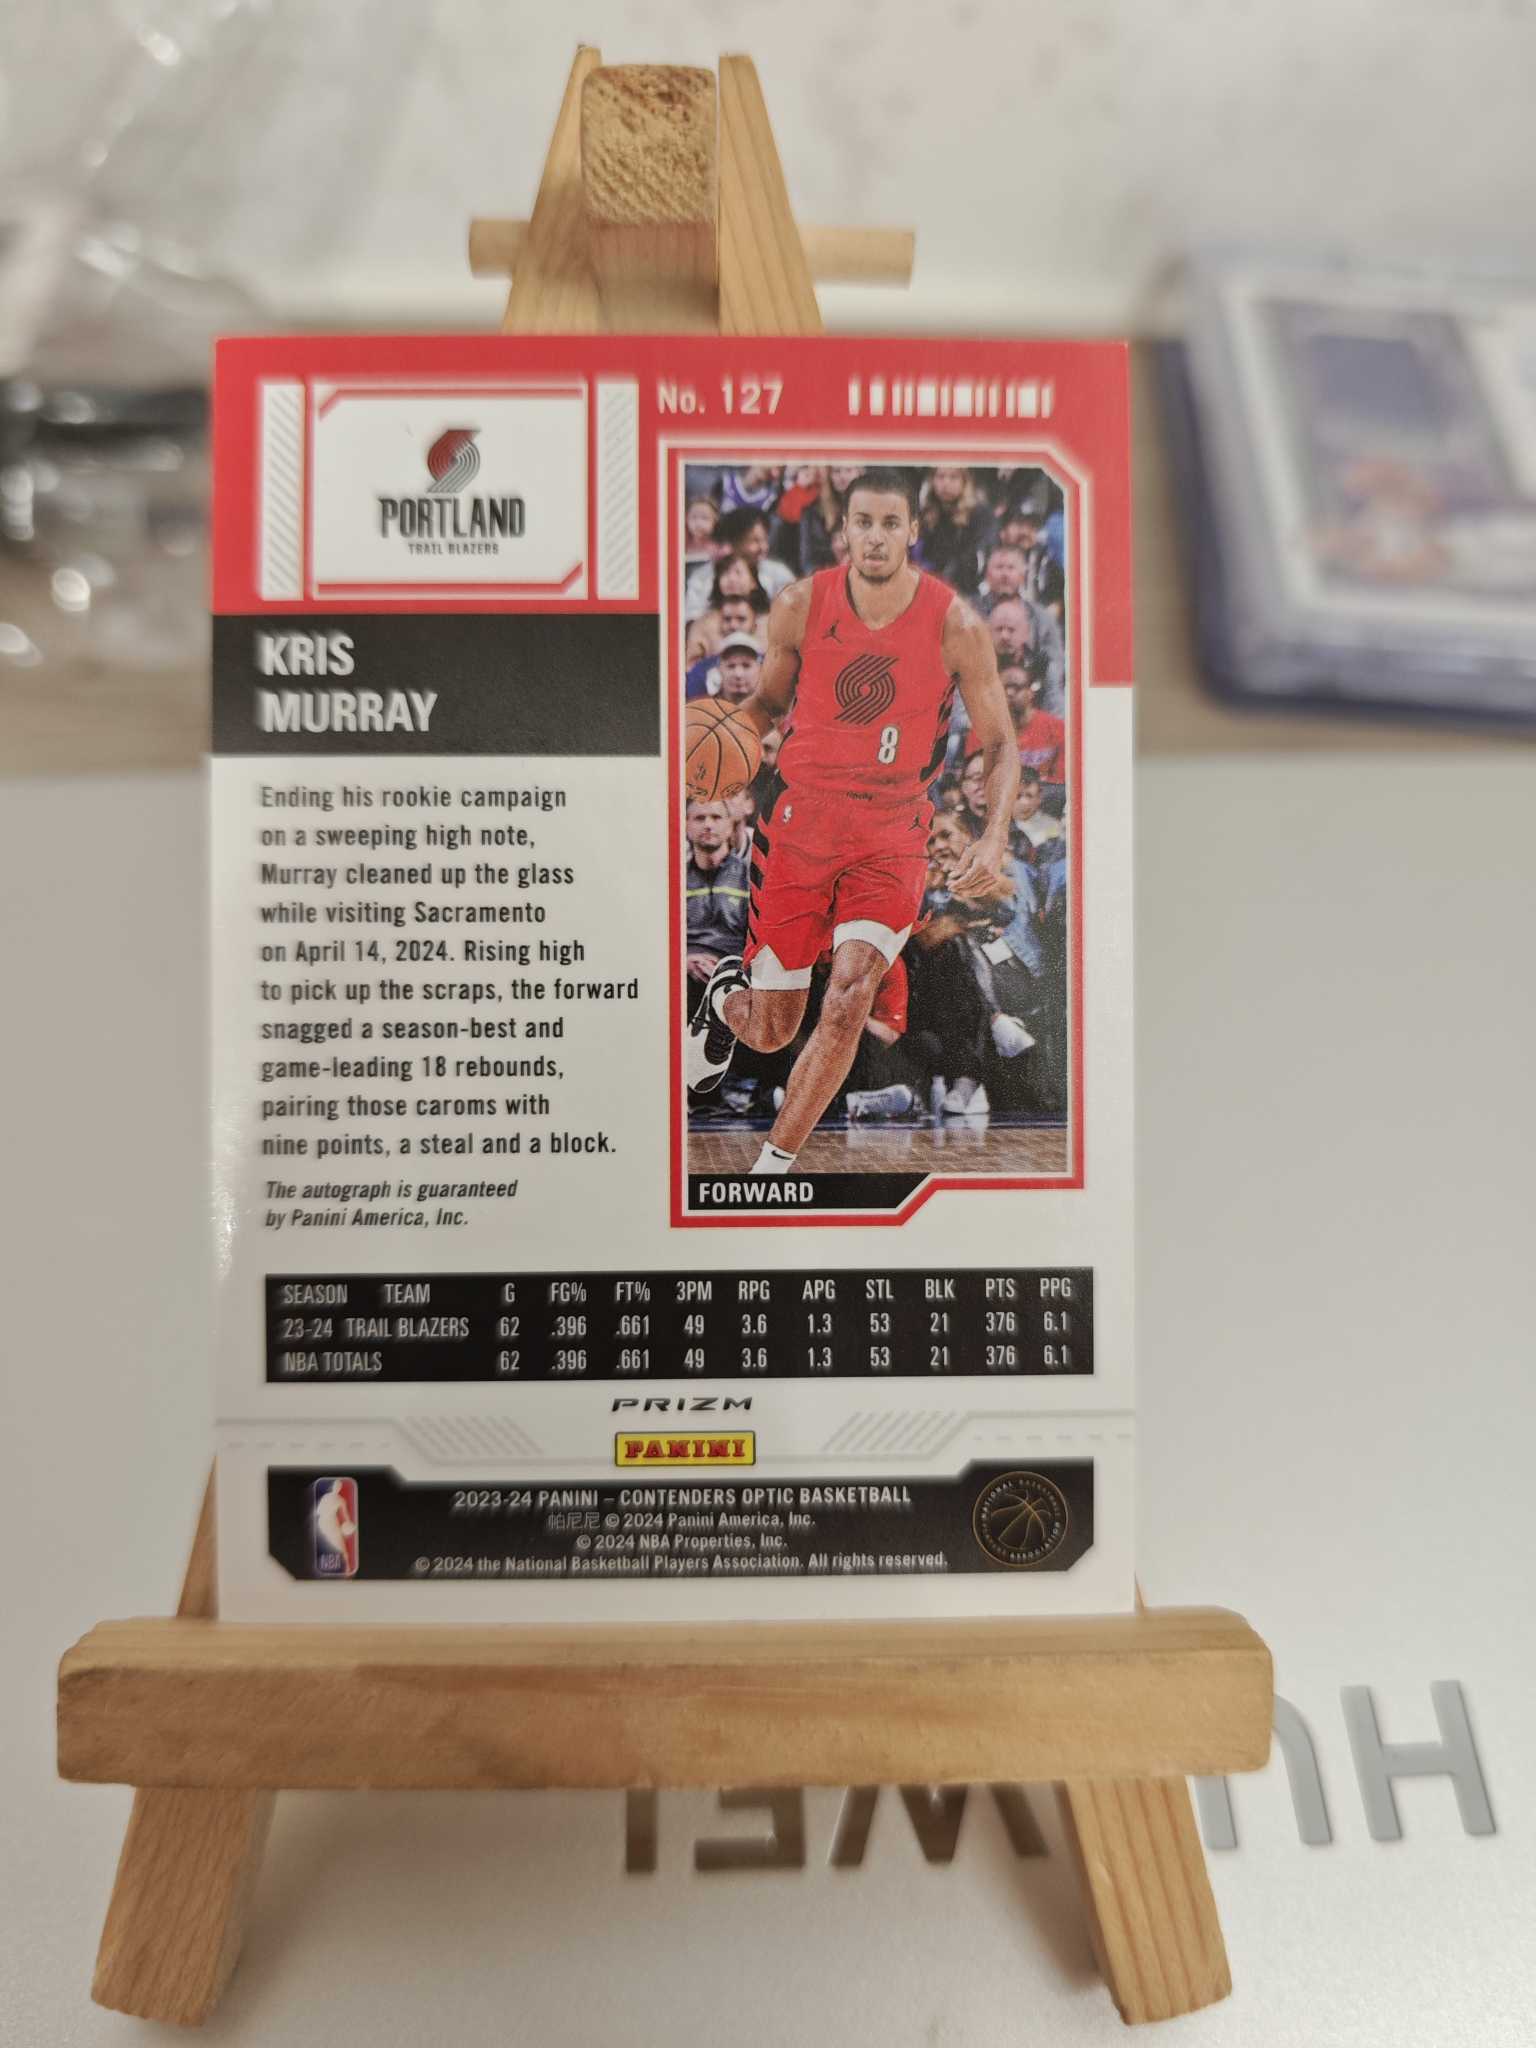 No. 127
PORTLAND
TRAIL BLAZERS
KRIS
MURRAY
8
Ending his rookie campaign
on a sweeping high note,
Murray cleaned up the glass
while visiting Sacramento
on April 14, 2024. Rising high
to pick up the scraps, the forward
snagged a season-best and
game-leading 18 rebounds,
pairing those caroms with
nine points, a steal and a block.
The autograph is guaranteed
by Panini America, Inc.
FORWARD
SEASON TEAM G FG% FT% 3PM RPG APG STL BLK PTS PPG
23-24 TRAIL BLAZERS 62 .396 .661 49 3.6 1.3 53 21 376 6.1
NBA TOTALS 62 .396 .661 49 3.6 1.3 53 21 376 6.1
PRIZM
PANINI
2023-24 PANINI – CONTENDERS OPTIC BASKETBALL
帕尼尼 © 2024 Panini America, Inc.
© 2024 NBA Properties, Inc.
© 2024 the National Basketball Players Association. All rights reserved.
NBA
NATIONAL BASKETBALL PLAYERS ASSOCIATION